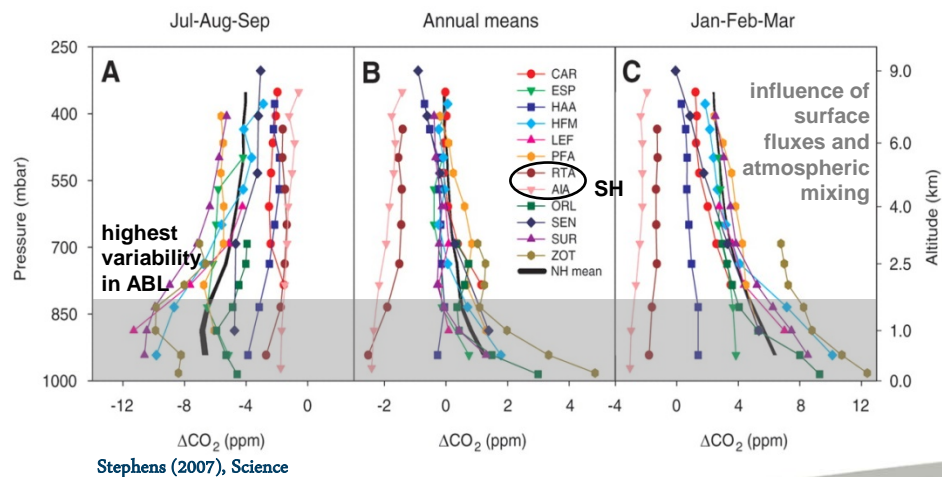 Jul-Aug-Sep
Annual means
Jan-Feb-Mar
Pressure (mbar)
250
400
550
700
850
1000
A
highest
variability
in ABL
-12
-8
-4
0
ΔCO2 (ppm)
B
CAR
ESP
HAA
HFM
LEF
PFA
RTA
AIA
ORL
SEN
SUR
ZOT
NH mean
SH
-2
0
2
4
ΔCO2 (ppm)
C
influence of
surface
fluxes and
atmospheric
mixing
-4
0
4
8
12
ΔCO2 (ppm)
9.0
6.0
4.0
2.5
1.0
0.0
Altitude (km)
Stephens (2007), Science